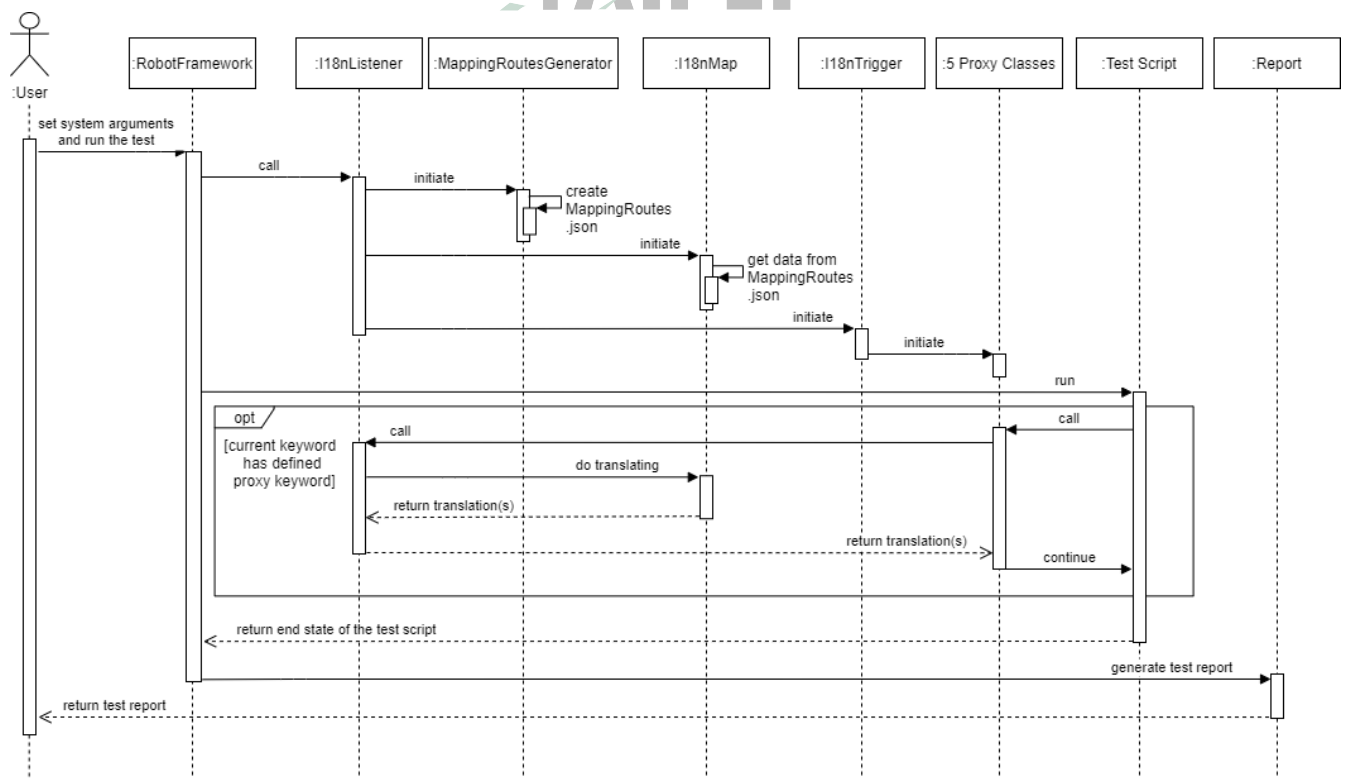 :User
:RobotFramework
:I18nListener
:MappingRoutesGenerator
:I18nMap
:I18nTrigger
:5 Proxy Classes
:Test Script
:Report
set system arguments
and run the test
call
initiate
create
MappingRoutes
.json
initiate
get data from
MappingRoutes
.json
initiate
initiate
run
opt
[current keyword
has defined
proxy keyword]
call
call
do translating
return translation(s)
return translation(s)
continue
return end state of the test script
generate test report
return test report